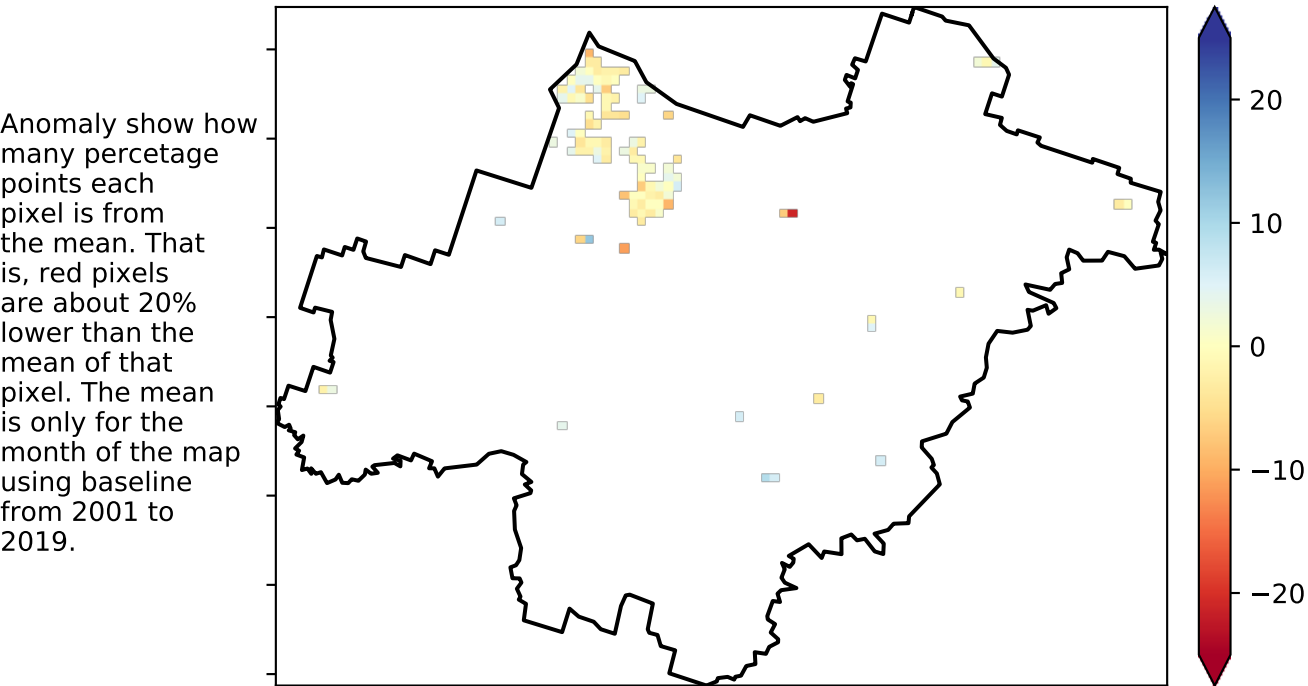 Anomaly show how
many percetage
points each
pixel is from
the mean. That
is, red pixels
are about 20%
lower than the
mean of that
pixel. The mean
is only for the
month of the map
using baseline
from 2001 to
2019.
20
10
0
−10
−20